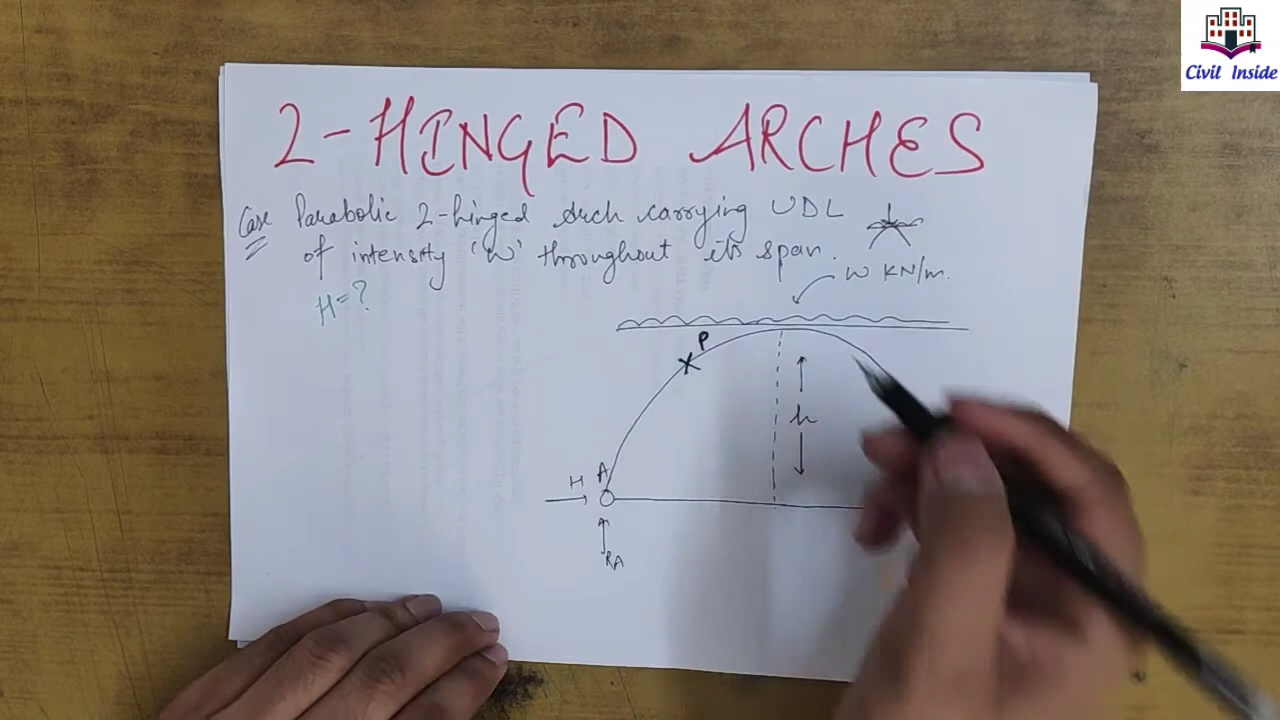 Civil Inside
2-HINGED ARCHES
Case Parabolic 2-hinged Arch carrying UDL
of intensity 'w' throughout its span.
H=?
w KN/m.
P
h
A
H
RA